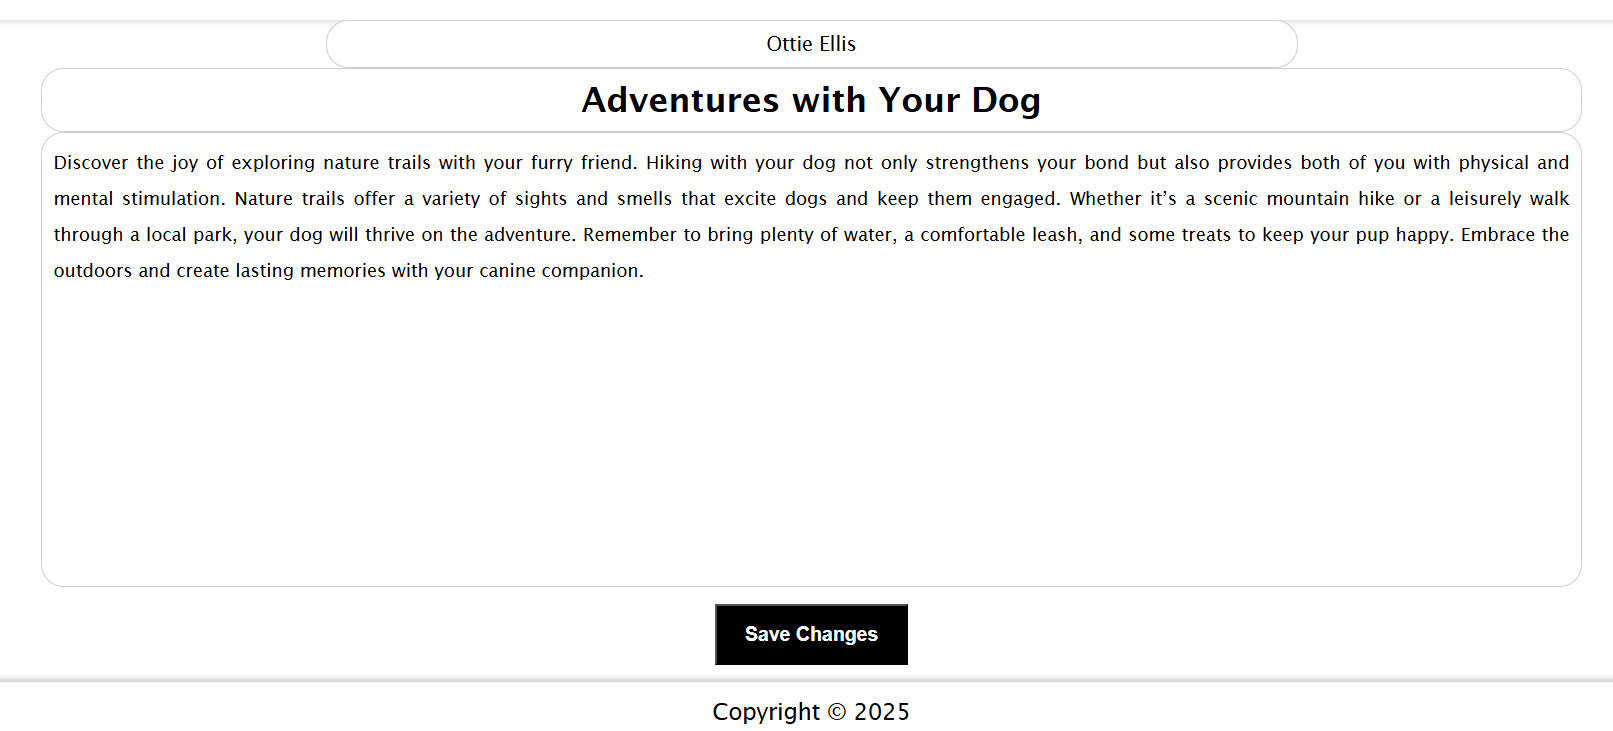 Ottie Ellis
Adventures with Your Dog
Discover the joy of exploring nature trails with your furry friend. Hiking with your dog not only strengthens your bond but also provides both of you with physical and
mental stimulation. Nature trails offer a variety of sights and smells that excite dogs and keep them engaged. Whether it’s a scenic mountain hike or a leisurely walk
through a local park, your dog will thrive on the adventure. Remember to bring plenty of water, a comfortable leash, and some treats to keep your pup happy. Embrace the
outdoors and create lasting memories with your canine companion.
Save Changes
Copyright © 2025